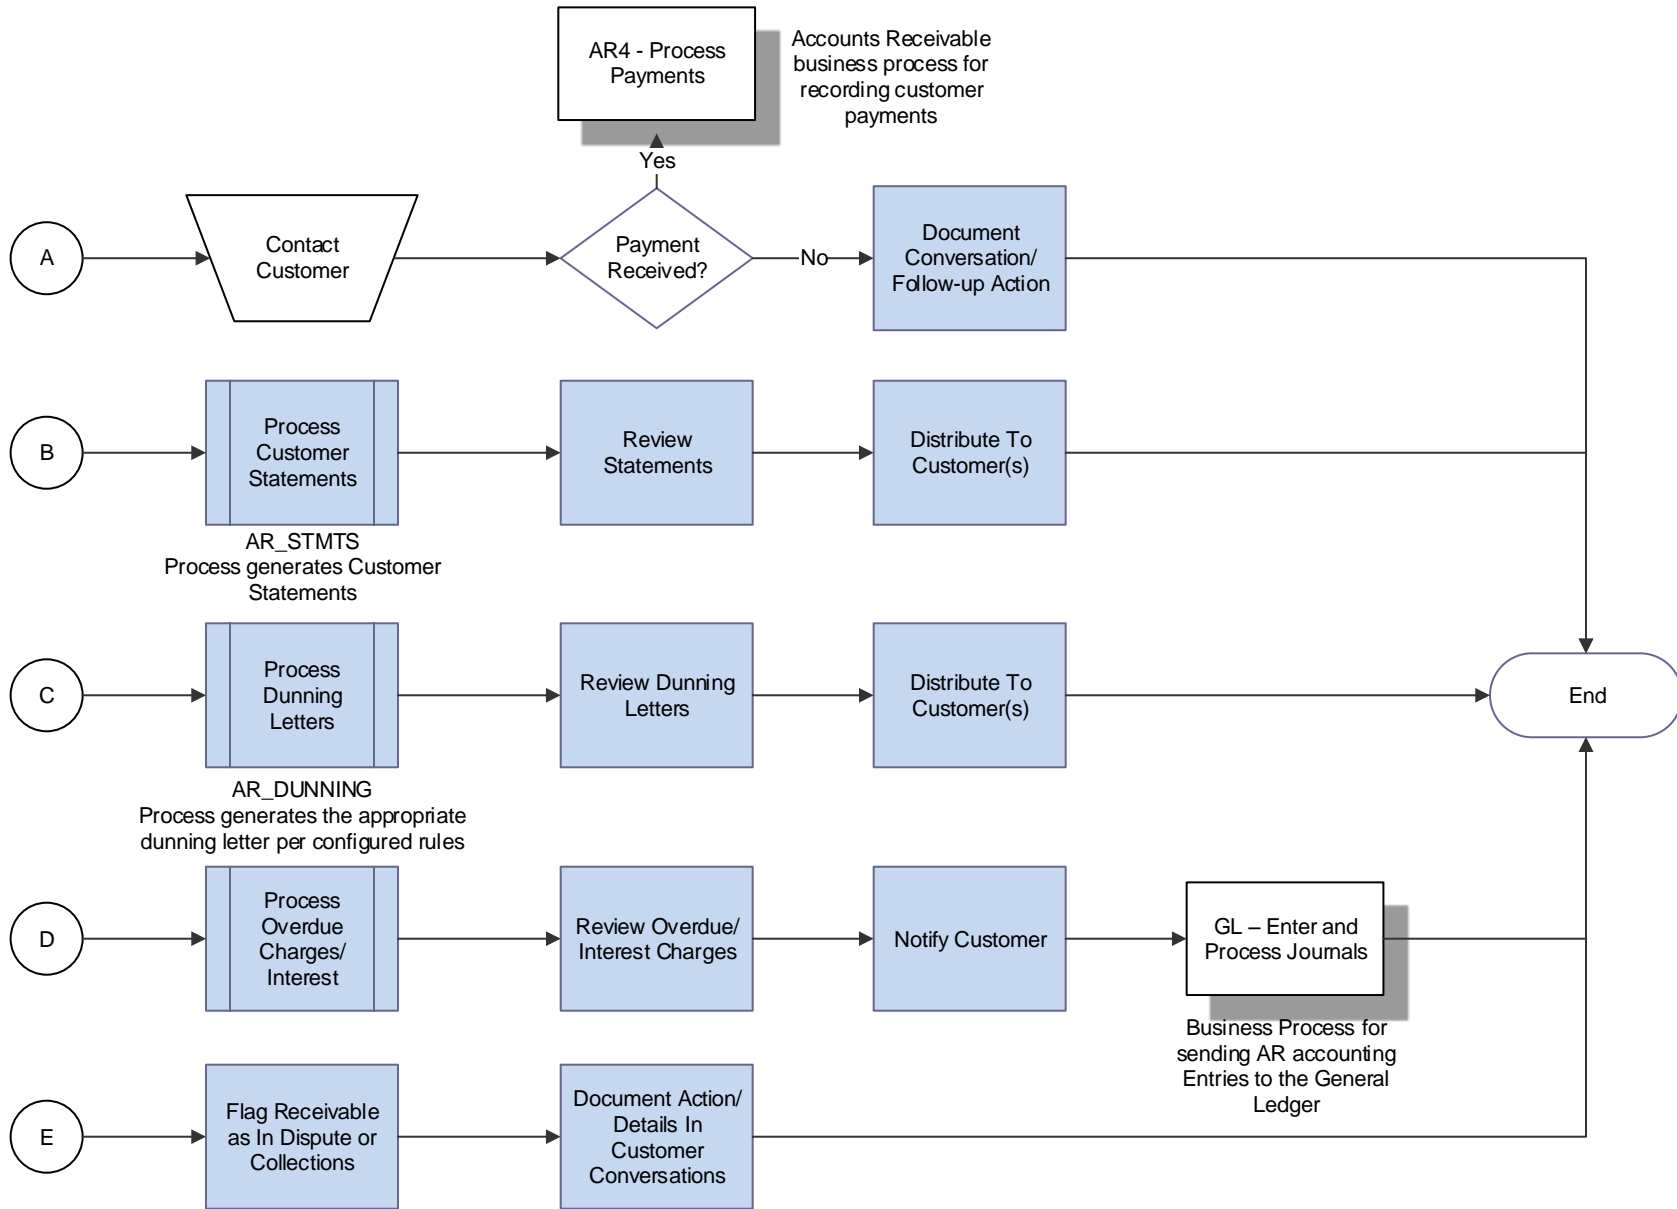 AR4 - Process
Payments
Accounts Receivable
business process for
recording customer
payments
Yes
A
Contact
Customer
Payment
Received?
No
Document
Conversation/
Follow-up Action
B
Process
Customer
Statements
Review
Statements
Distribute To
Customer(s)
AR_STMTS
Process generates Customer
Statements
C
Process
Dunning
Letters
Review Dunning
Letters
Distribute To
Customer(s)
End
AR_DUNNING
Process generates the appropriate
dunning letter per configured rules
D
Process
Overdue
Charges/
Interest
Review Overdue/
Interest Charges
Notify Customer
GL – Enter and
Process Journals
Business Process for
sending AR accounting
Entries to the General
Ledger
E
Flag Receivable
as In Dispute or
Collections
Document Action/
Details In
Customer
Conversations